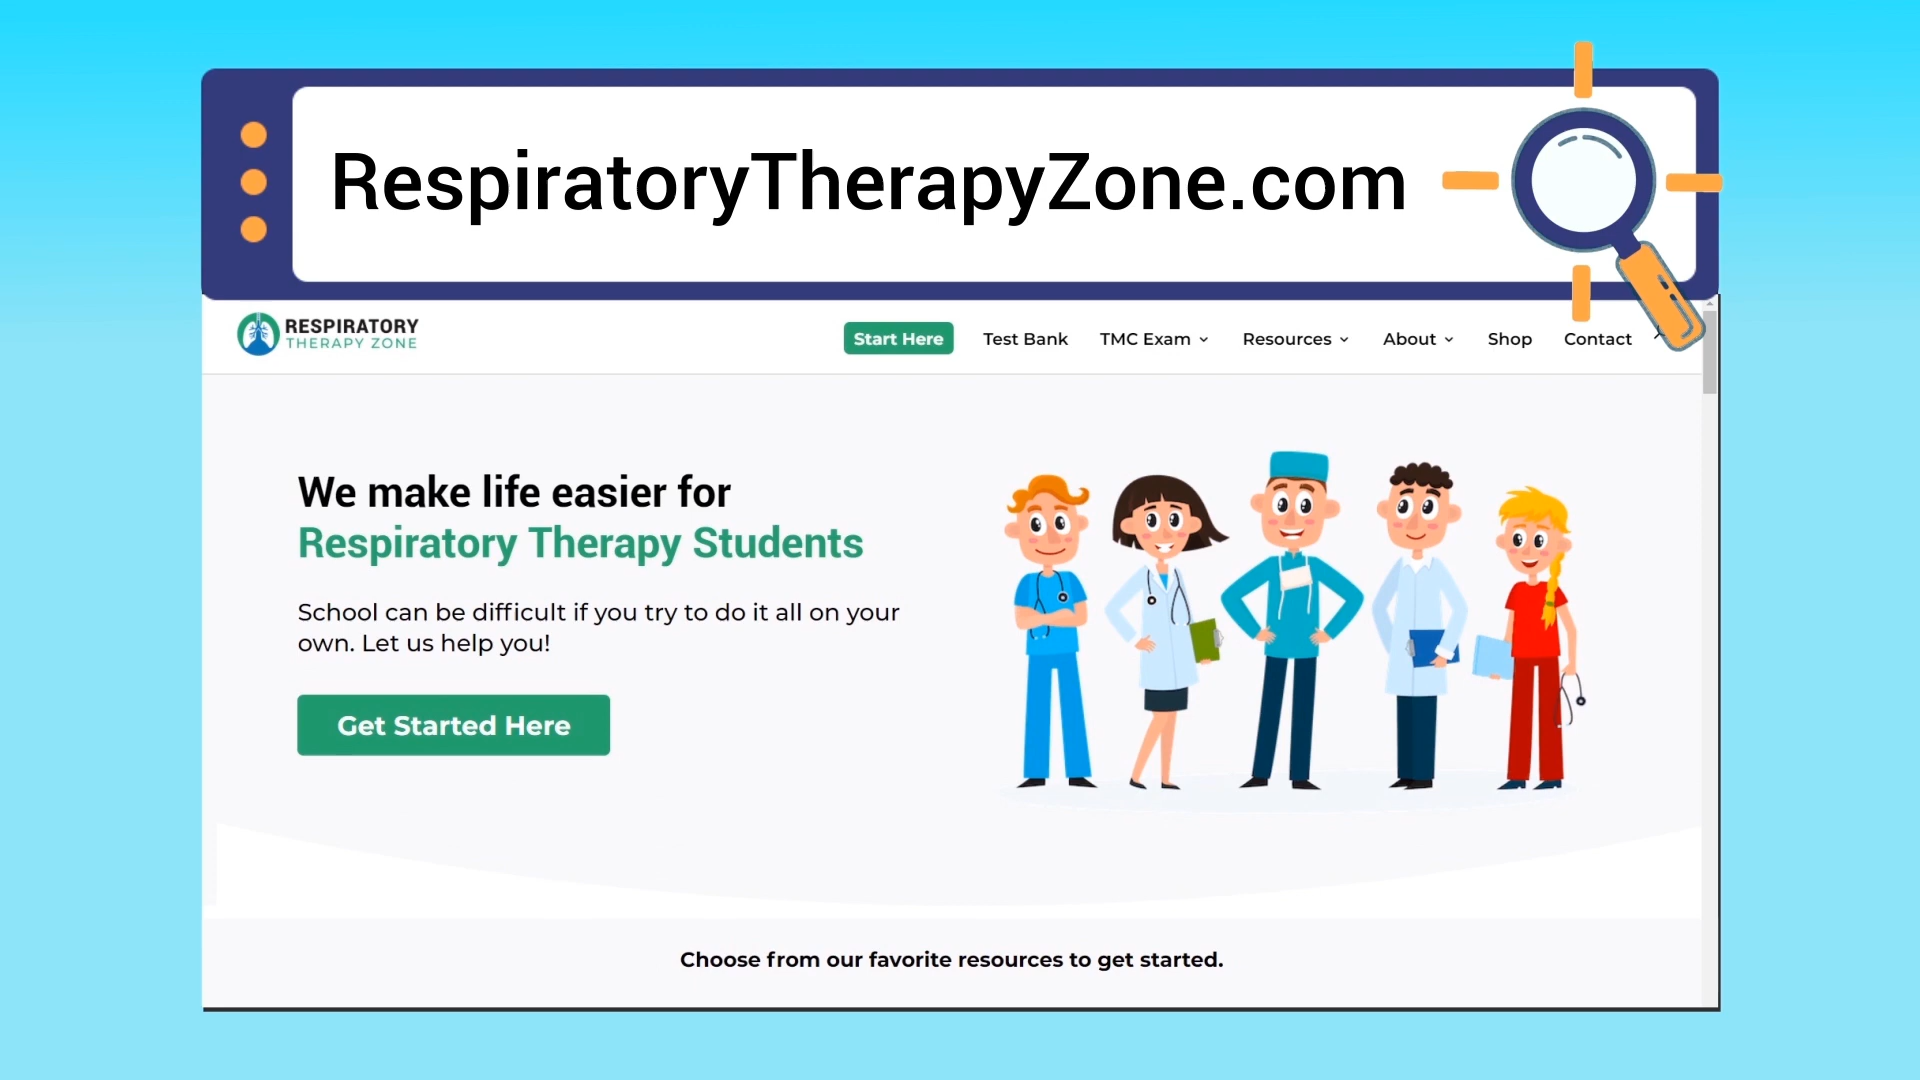 RespiratoryTherapyZone.com
RESPIRATORY
THERAPY ZONE
Start Here
Test Bank
TMC Exam
Resources
About
Shop
Contact
We make life easier for
Respiratory Therapy Students
School can be difficult if you try to do it all on your
own. Let us help you!
Get Started Here
Choose from our favorite resources to get started.